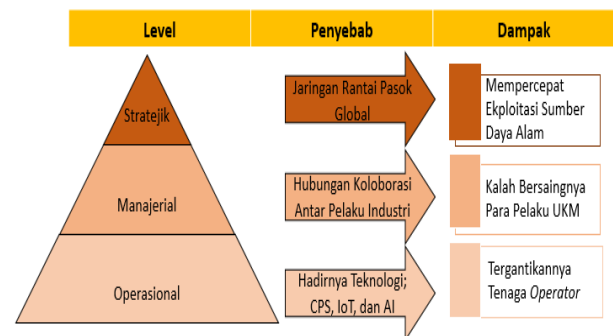 Level
Penyebab
Dampak
Stratejik
Jaringan Rantai Pasok
Global
Mempercepat
Ekploitasi Sumber
Daya Alam
Manajerial
Hubungan Koloborasi
Antar Pelaku Industri
Kalah Bersaingnya
Para Pelaku UKM
Operasional
Hadirnya Teknologi;
CPS, IoT, dan AI
Tergantikannya
Tenaga Operator